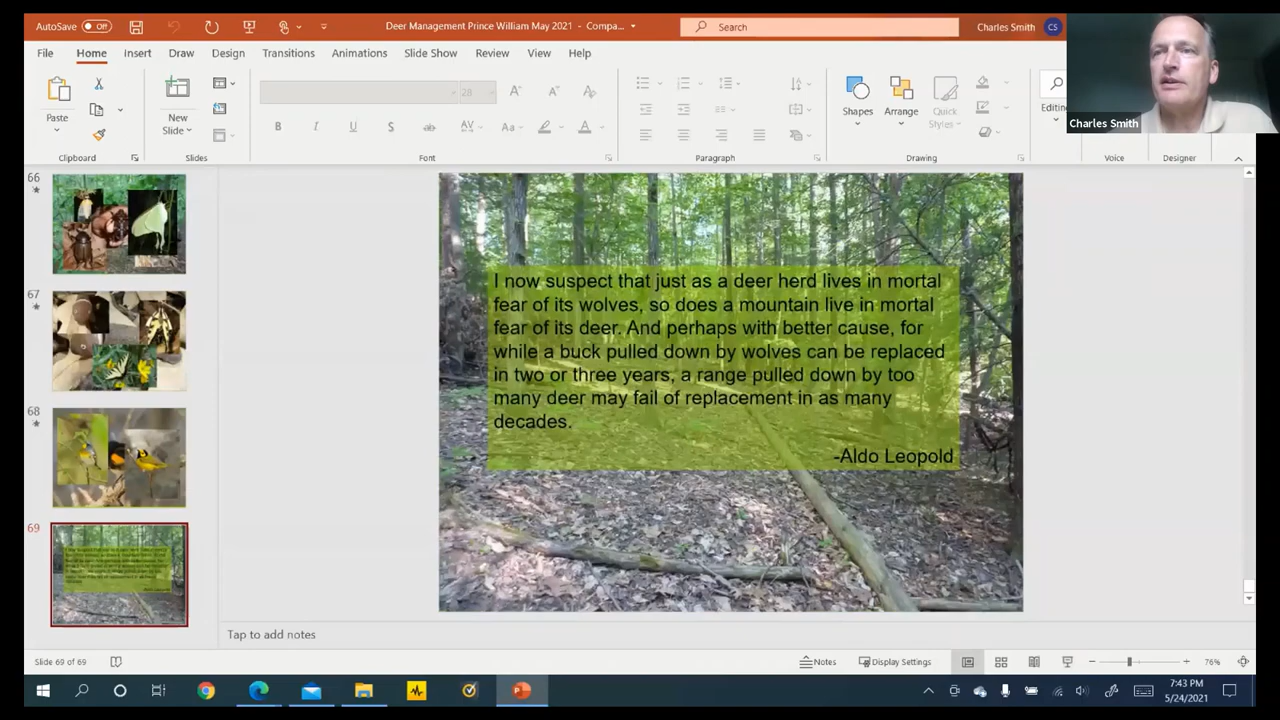 AutoSave Off Deer Management Prince William May 2021 - Compa... Search Charles Smith CS
File Home Insert Draw Design Transitions Animations Slide Show Review View Help
28
Paste New Slide Shapes Arrange Quick Styles Editing
Charles Smith
Clipboard Slides Font Paragraph Drawing Voice Designer
66
67
68
69
I now suspect that just as a deer herd lives in mortal
fear of its wolves, so does a mountain live in mortal
fear of its deer. And perhaps with better cause, for
while a buck pulled down by wolves can be replaced
in two or three years, a range pulled down by too
many deer may fail of replacement in as many
decades.
-Aldo Leopold
Tap to add notes
Slide 69 of 69 Notes Display Settings 76%
7:43 PM
5/24/2021